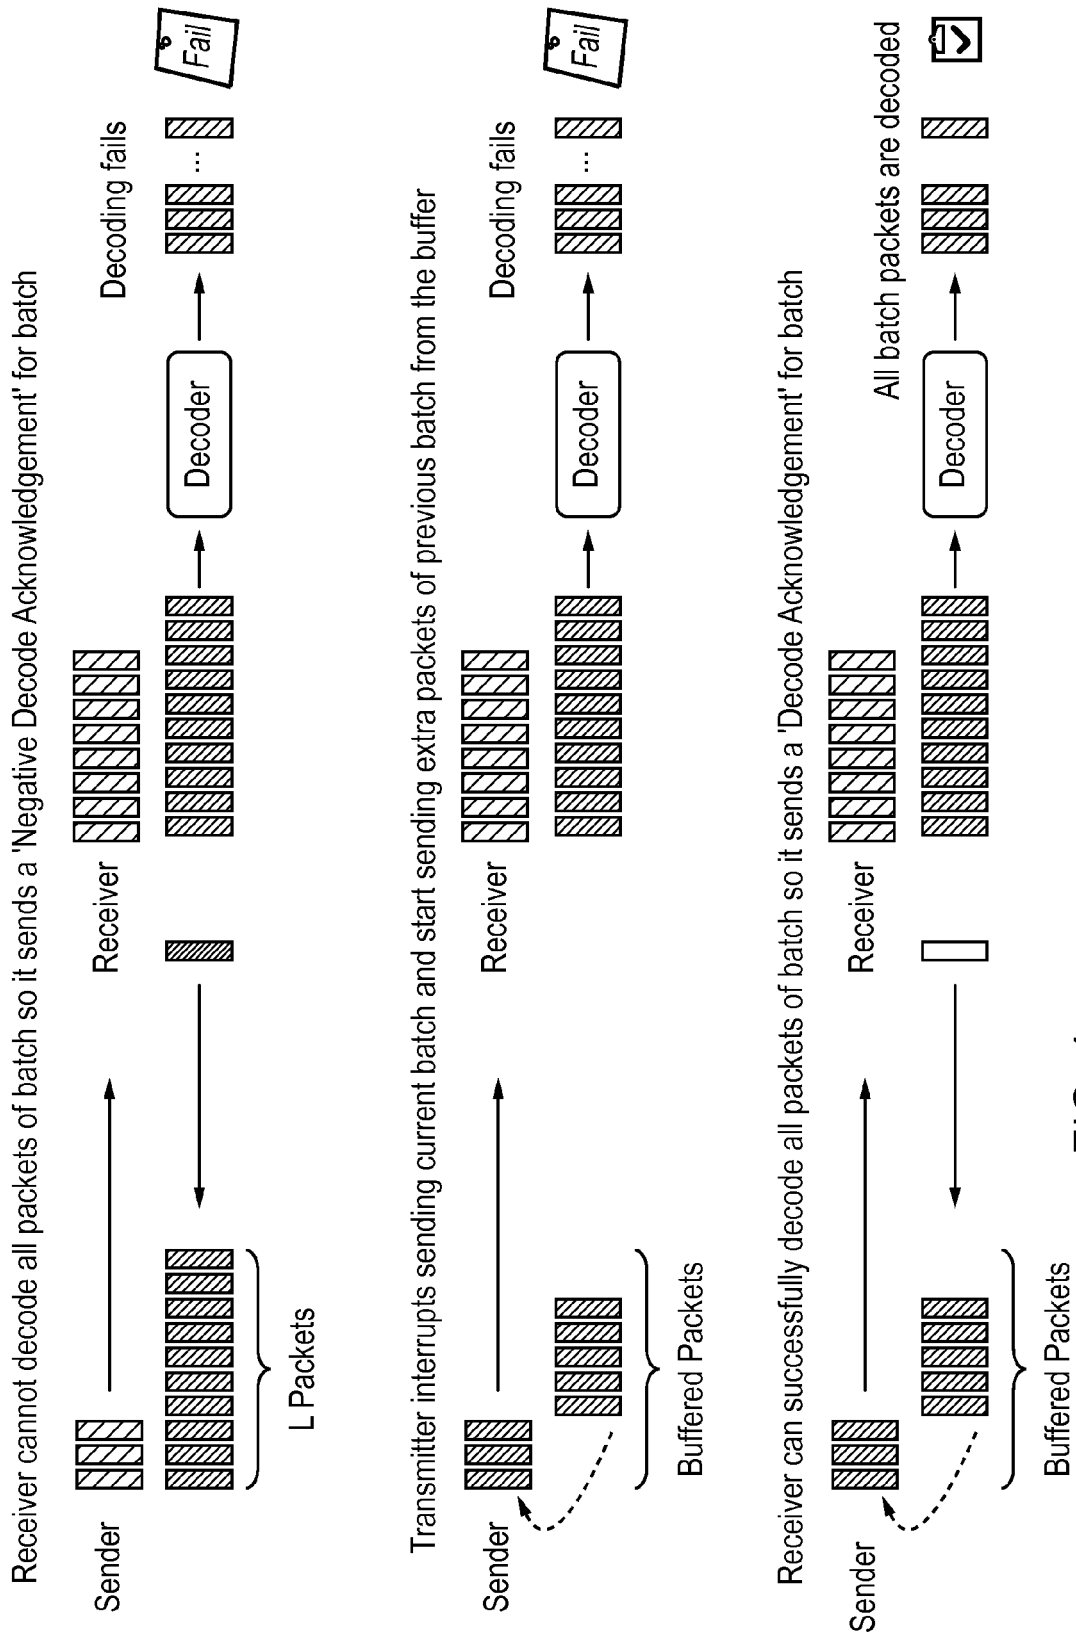 Receiver cannot decode all packets of batch so it sends a 'Negative Decode Acknowledgement' for batch
Sender
Receiver
Decoding fails
L Packets
Decoder
Fail
Transmitter interrupts sending current batch and start sending extra packets of previous batch from the buffer
Sender
Receiver
Decoding fails
Buffered Packets
Decoder
Fail
Receiver can successfully decode all packets of batch so it sends a 'Decode Acknowledgement' for batch
Sender
Receiver
All batch packets are decoded
Buffered Packets
Decoder